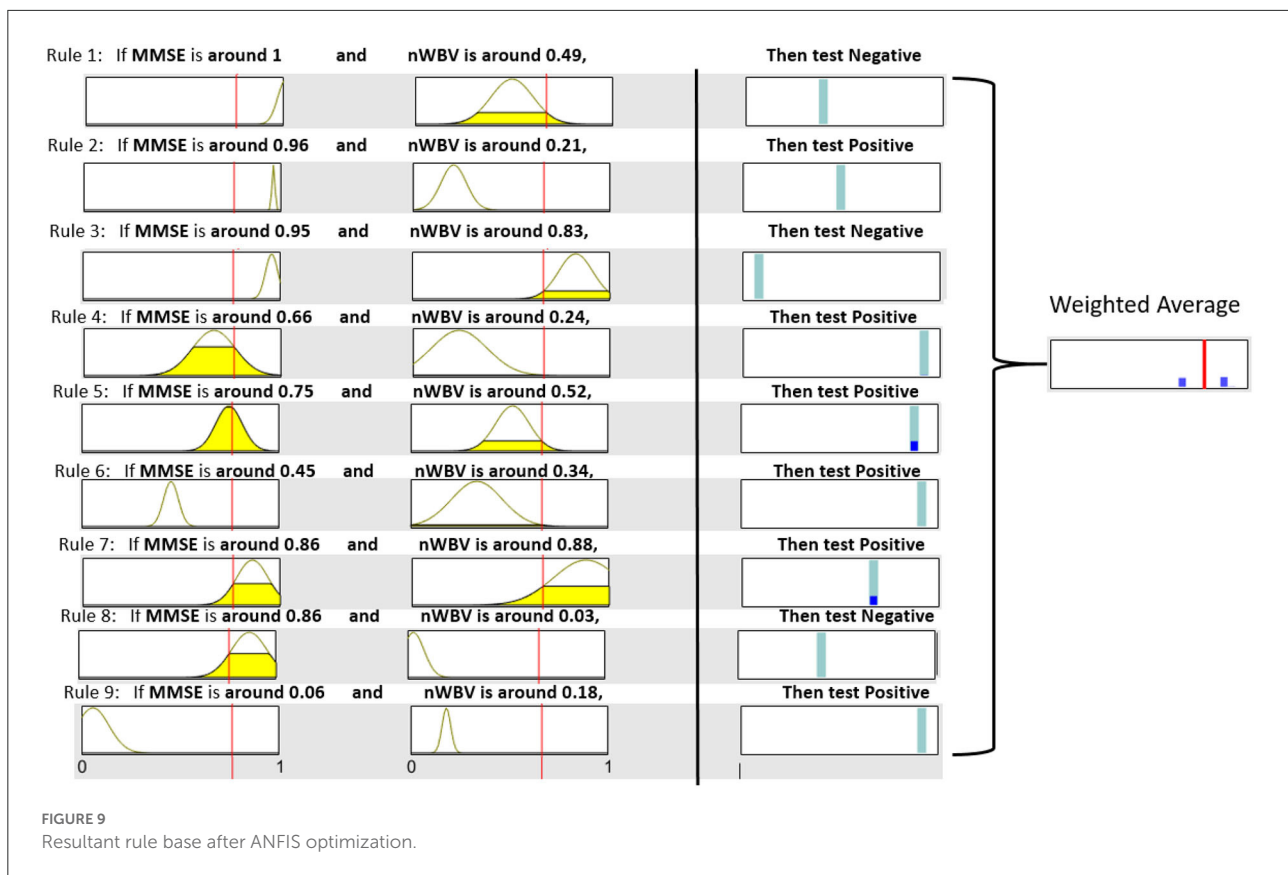 Rule 1: If MMSE is around 1 and nWBV is around 0.49, Then test Negative
Rule 2: If MMSE is around 0.96 and nWBV is around 0.21, Then test Positive
Rule 3: If MMSE is around 0.95 and nWBV is around 0.83, Then test Negative
Rule 4: If MMSE is around 0.66 and nWBV is around 0.24, Then test Positive
Weighted Average
Rule 5: If MMSE is around 0.75 and nWBV is around 0.52, Then test Positive
Rule 6: If MMSE is around 0.45 and nWBV is around 0.34, Then test Positive
Rule 7: If MMSE is around 0.86 and nWBV is around 0.88, Then test Positive
Rule 8: If MMSE is around 0.86 and nWBV is around 0.03, Then test Negative
Rule 9: If MMSE is around 0.06 and nWBV is around 0.18, Then test Positive
0 1 0 1
FIGURE 9
Resultant rule base after ANFIS optimization.